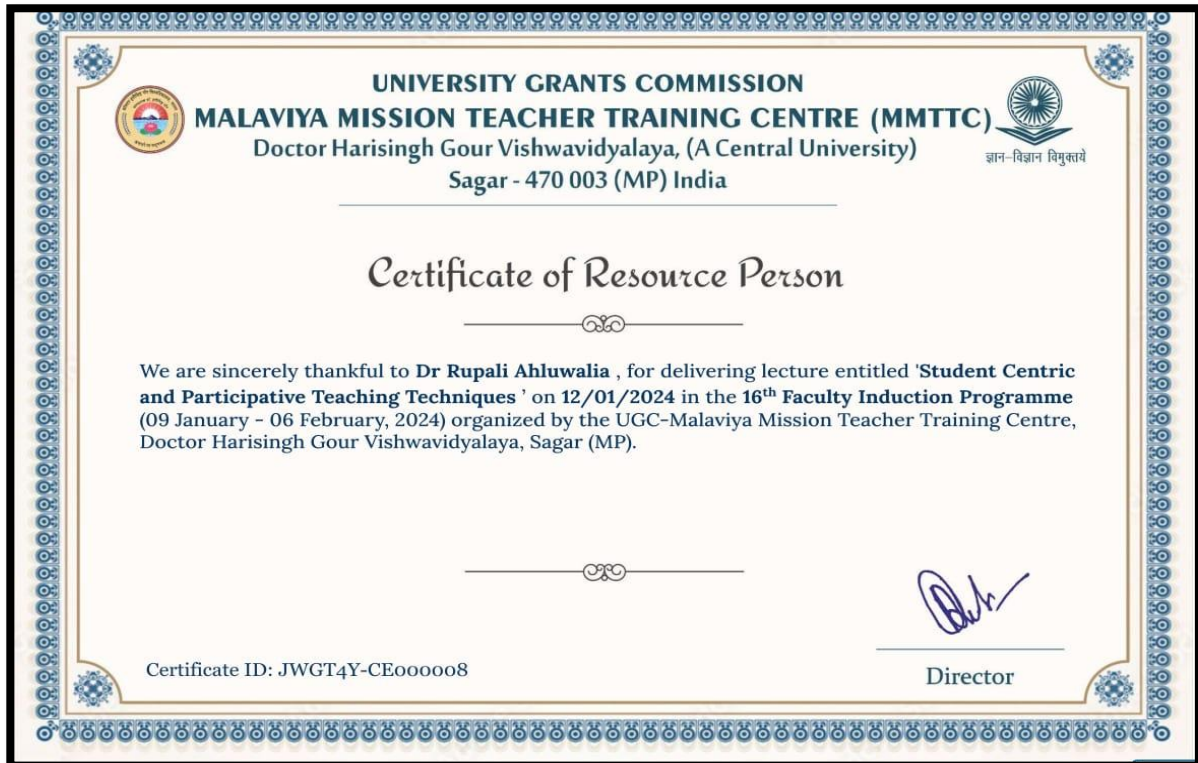 UNIVERSITY GRANTS COMMISSION
MALAVIYA MISSION TEACHER TRAINING CENTRE (MMTTC)
Doctor Harisingh Gour Vishwavidyalaya, (A Central University)
Sagar - 470 003 (MP) India
ज्ञान-विज्ञान विमुक्तये
Certificate of Resource Person
We are sincerely thankful to Dr Rupali Ahluwalia , for delivering lecture entitled 'Student Centric
and Participative Teaching Techniques ' on 12/01/2024 in the 16th Faculty Induction Programme
(09 January - 06 February, 2024) organized by the UGC-Malaviya Mission Teacher Training Centre,
Doctor Harisingh Gour Vishwavidyalaya, Sagar (MP).
Certificate ID: JWGT4Y-CE000008
Director